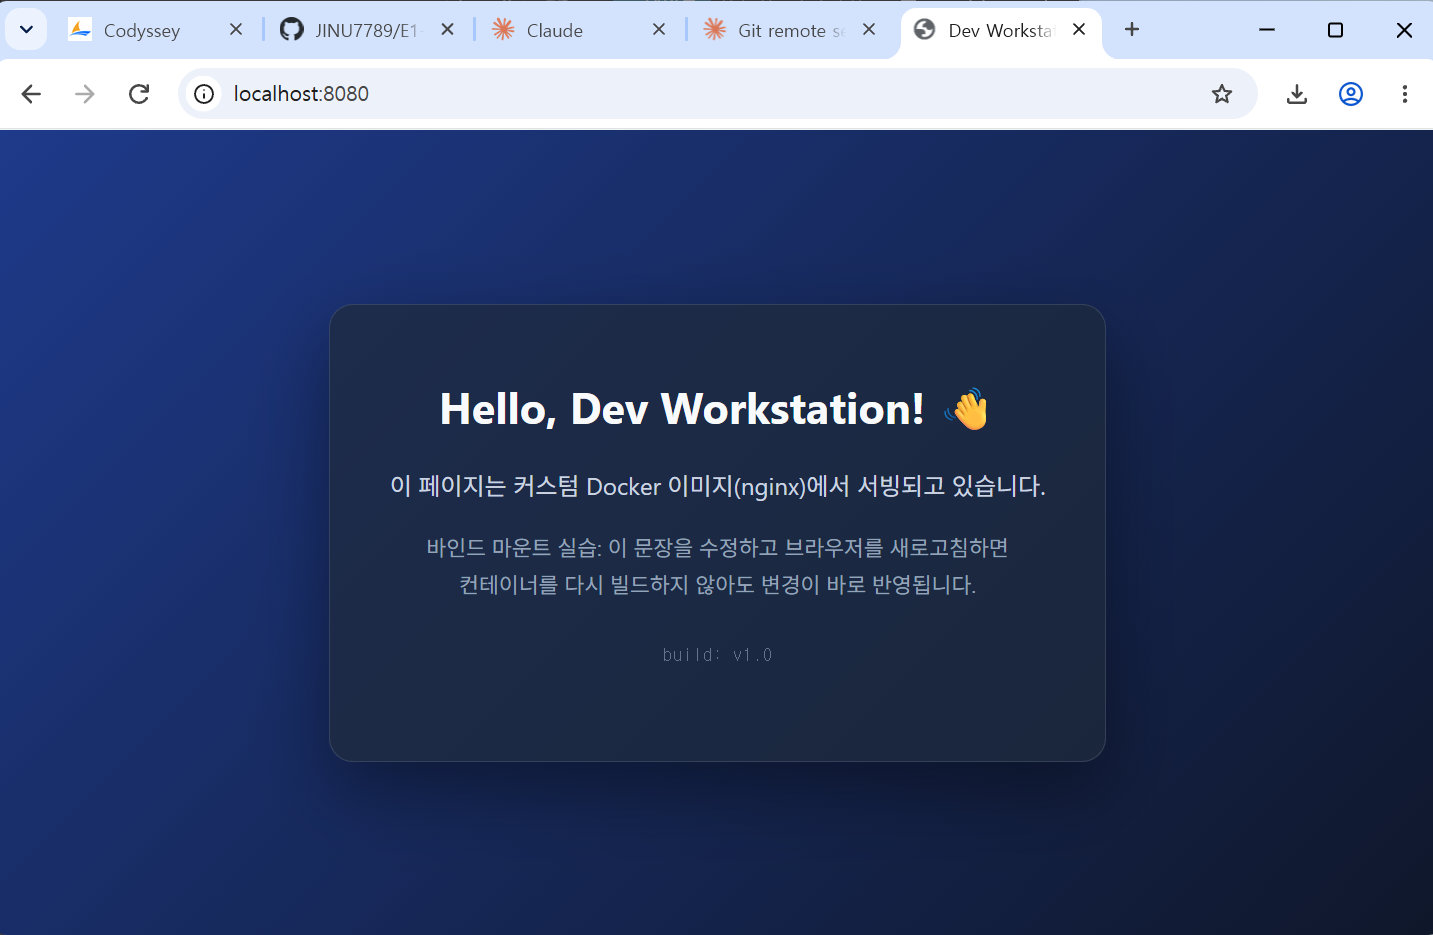 Codyssey
JINU7789/E1-
Claude
Git remote se
Dev Worksta
localhost:8080
Hello, Dev Workstation! 👋
이 페이지는 커스텀 Docker 이미지(nginx)에서 서빙되고 있습니다.
바인드 마운트 실습: 이 문장을 수정하고 브라우저를 새로고침하면
컨테이너를 다시 빌드하지 않아도 변경이 바로 반영됩니다.
build: v1.0